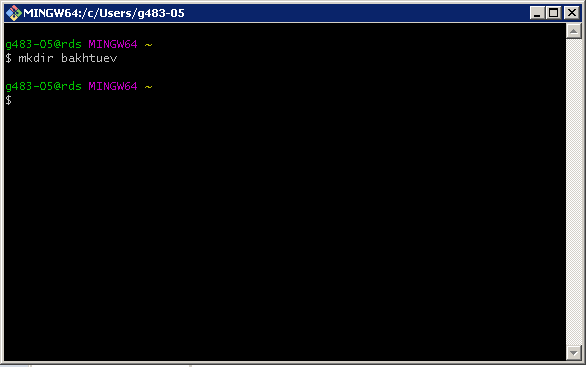 MINGW64:/c/Users/g483-05
g483-05@rds MINGW64 ~
$ mkdir bakhtuev
g483-05@rds MINGW64 ~
$